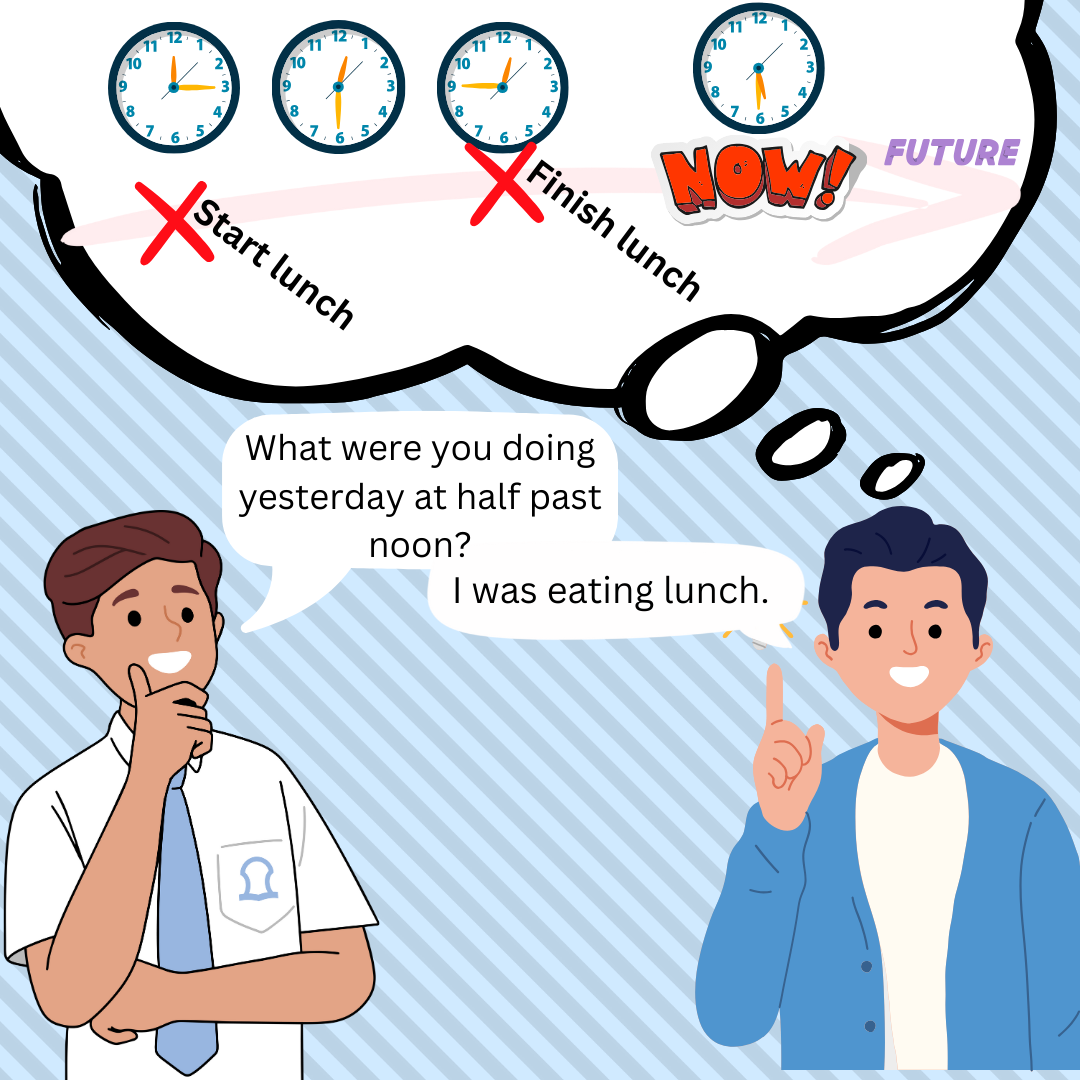 12 1 2 3 4 5 6 7 8 9 10 11
12 1 2 3 4 5 6 7 8 9 10 11
12 1 2 3 4 5 6 7 8 9 10 11
12 1 2 3 4 5 6 7 8 9 10 11
NOW!
FUTURE
Start lunch
Finish lunch
What were you doing
yesterday at half past
noon?
I was eating lunch.